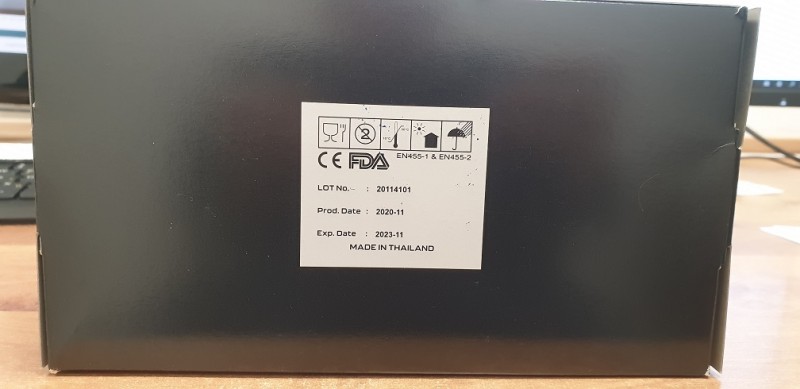 2
CE FDA EN455-1 & EN455-2
LOT No. : 20114101
Prod. Date : 2020-11
Exp. Date : 2023-11
MADE IN THAILAND